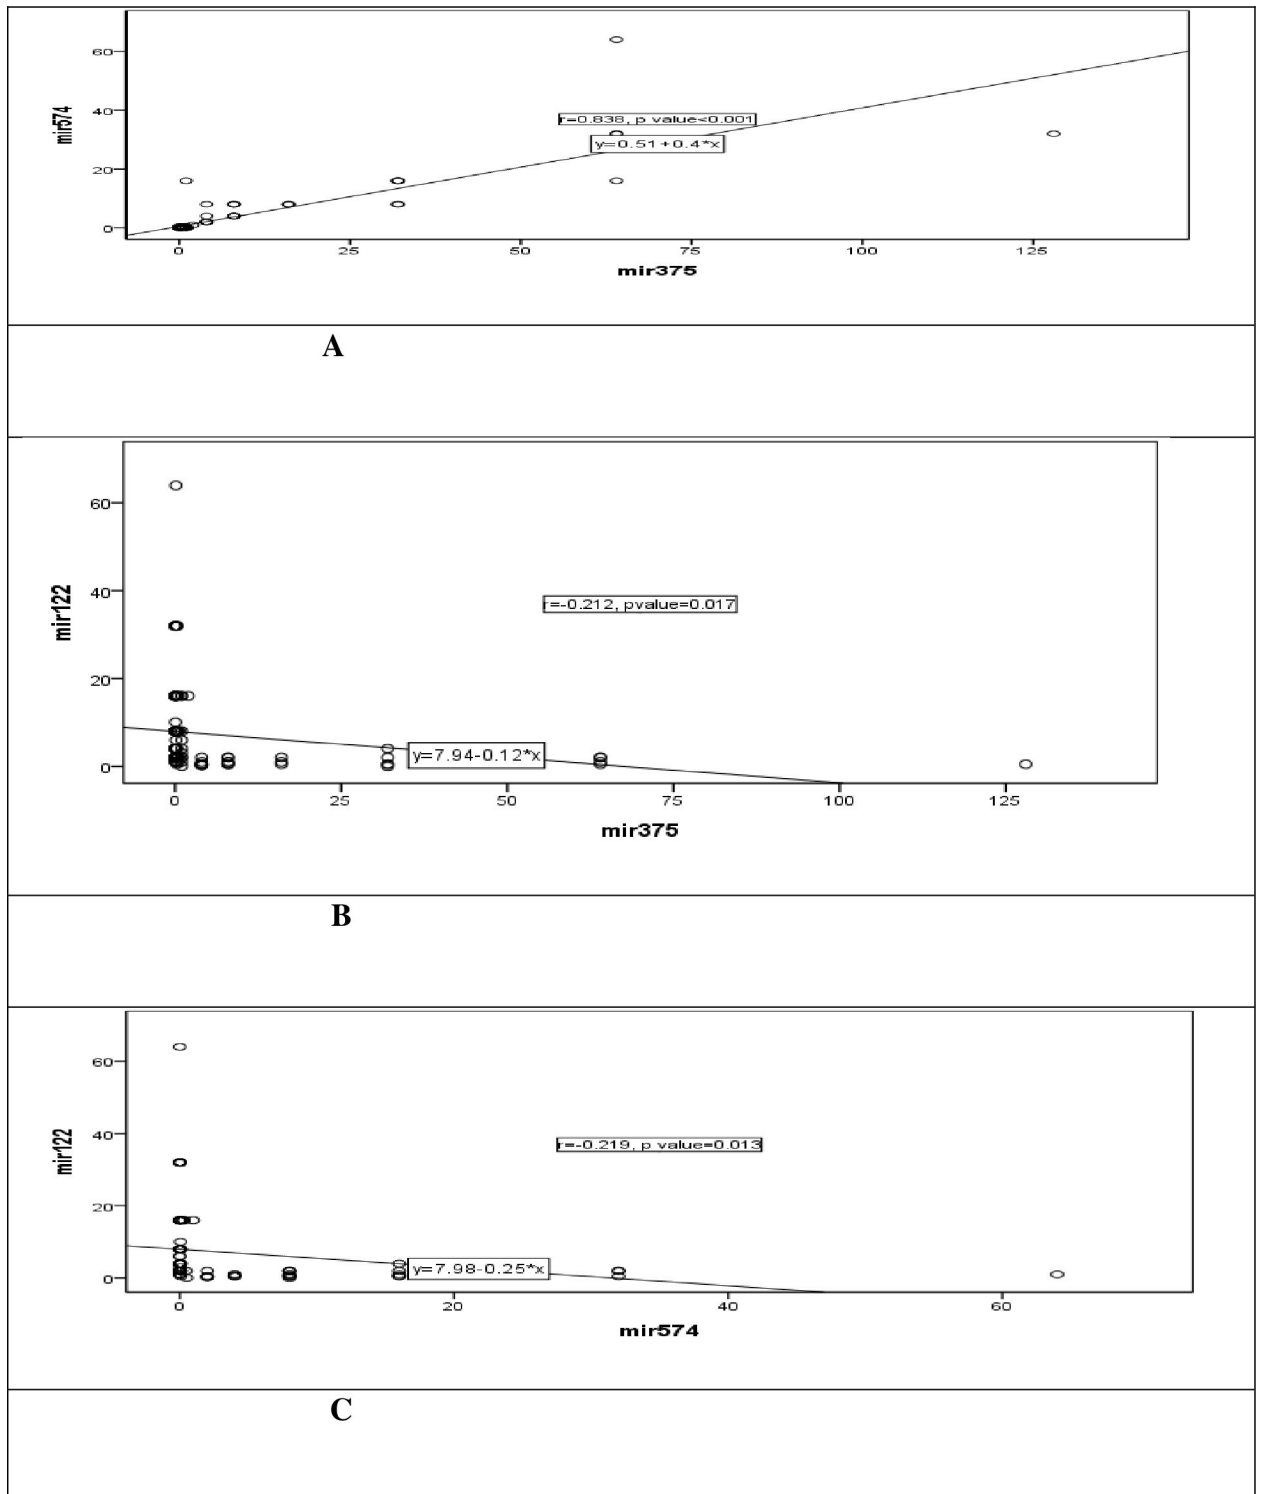 60
40
20
0
mir574
r=0.838, p value<0.001
y=0.51+0.4*x
0 25 50 75 100 125
mir375
A
60
40
20
0
mir122
r=-0.212, pvalue=0.017
y=7.94-0.12*x
0 25 50 75 100 125
mir375
B
60
40
20
0
mir122
r=-0.219, p value=0.013
y=7.98-0.25*x
0 20 40 60
mir574
C